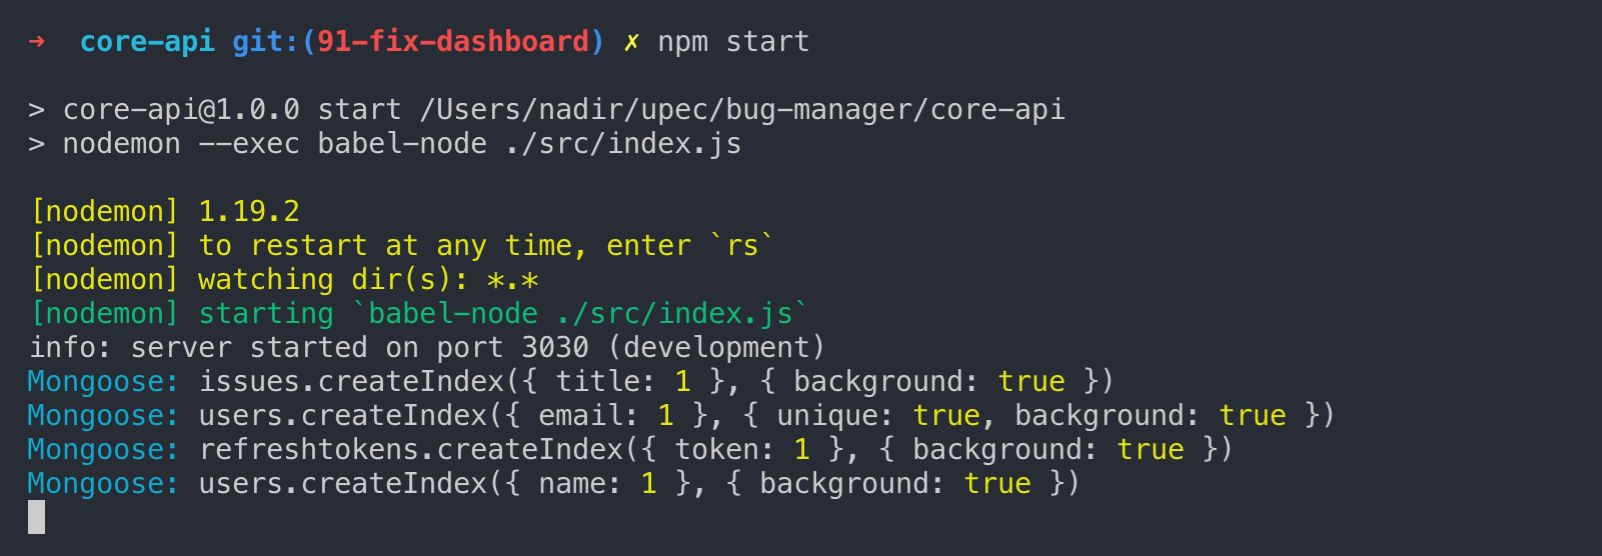 ➜  core-api git:(91-fix-dashboard) ✗ npm start
> core-api@1.0.0 start /Users/nadir/upec/bug-manager/core-api
> nodemon --exec babel-node ./src/index.js
[nodemon] 1.19.2
[nodemon] to restart at any time, enter `rs`
[nodemon] watching dir(s): *.*
[nodemon] starting `babel-node ./src/index.js`
info: server started on port 3030 (development)
Mongoose: issues.createIndex({ title: 1 }, { background: true })
Mongoose: users.createIndex({ email: 1 }, { unique: true, background: true })
Mongoose: refreshtokens.createIndex({ token: 1 }, { background: true })
Mongoose: users.createIndex({ name: 1 }, { background: true })